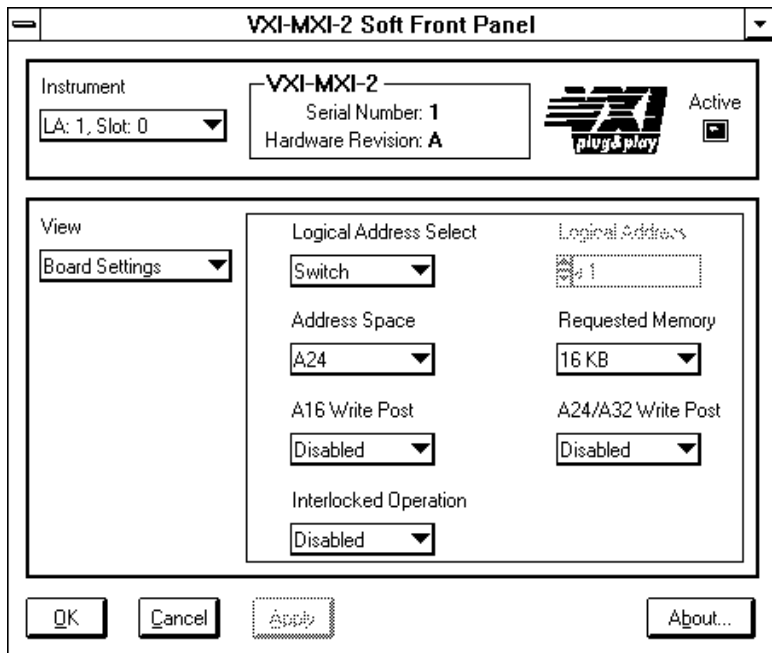 VXI-MXI-2 Soft Front Panel
Instrument
LA: 1, Slot: 0
VXI-MXI-2
Serial Number: 1
Hardware Revision: A
VXI
plug&play
Active
View
Board Settings
Logical Address Select
Logical Address
Switch
1
Address Space
Requested Memory
A24
16 KB
A16 Write Post
A24/A32 Write Post
Disabled
Disabled
Interlocked Operation
Disabled
OK
Cancel
Apply
About...